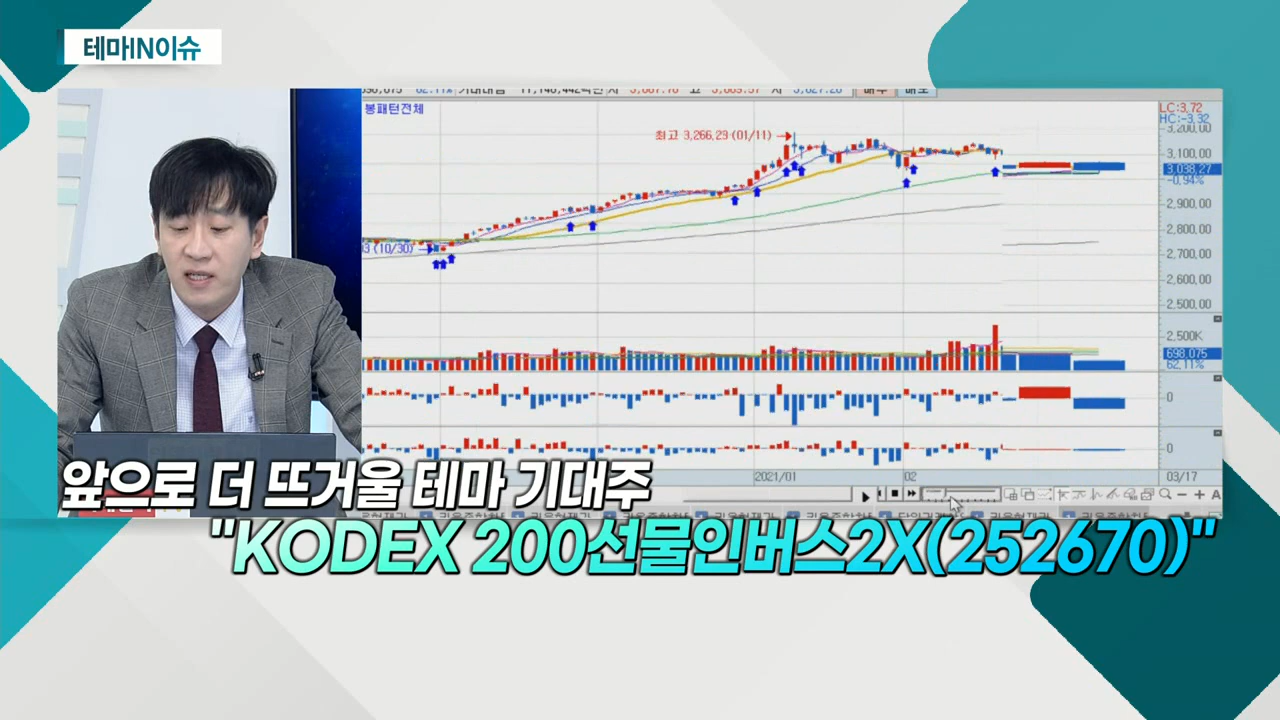 테마IN이슈
봉패턴전체
LC:3.72
HC:-3.32
최고 3,266,23 (01/11)
3,200,00
3,100,00
3,038,27
-0,94%
2,900,00
2,800,00
(10/30)
2,700,00
2,600,00
2,500,00
2,500K
698,075
62,11%
0
0
2021/01
02
03/17
앞으로 더 뜨거울 테마 기대주
"KODEX 200선물인버스2X(252670)"